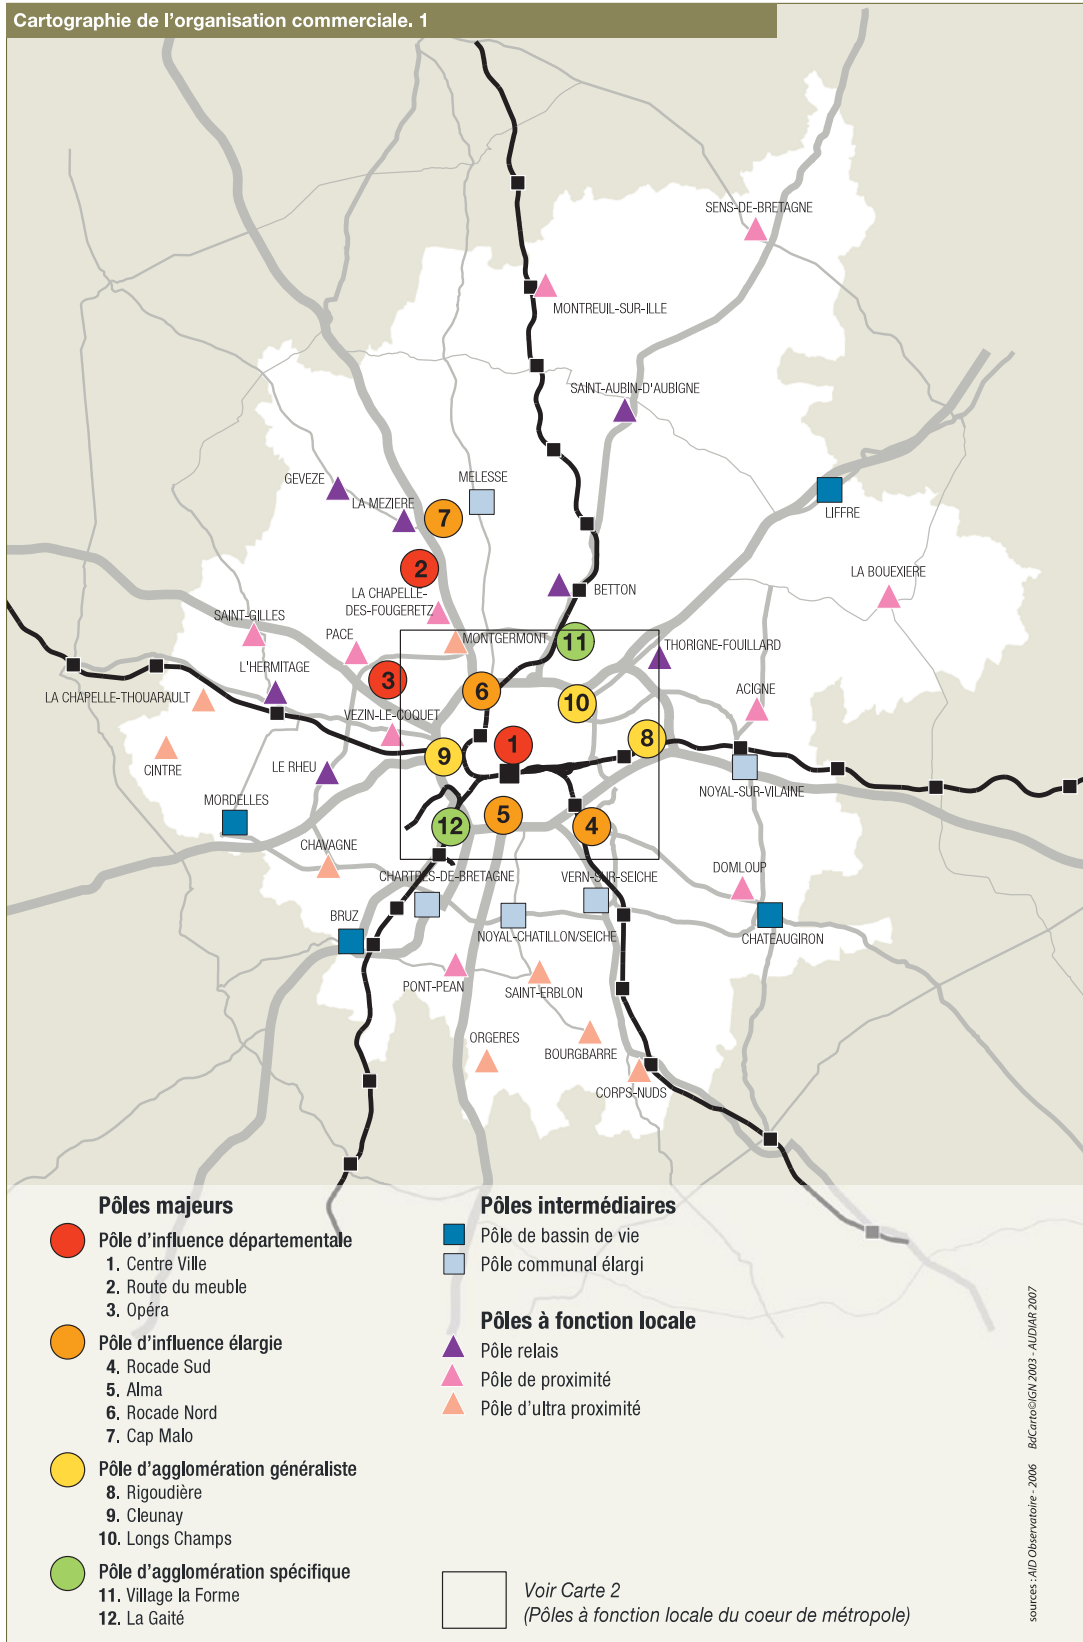 Cartographie de l'organisation commerciale. 1
SENS-DE-BRETAGNE
MONTREUIL-SUR-ILLE
SAINT-AUBIN-D'AUBIGNE
GEVEZE
MELESSE
LA MEZIERE
7
LIFFRE
2
LA BOUEXIERE
LA CHAPELLE-
DES-FOUGERETZ
BETTON
SAINT-GILLES
PACE
MONTGERMONT
11
THORIGNE-FOUILLARD
L'HERMITAGE
3
6
LA CHAPELLE-THOUARAULT
10
ACIGNE
VEZIN-LE-COQUET
1
8
9
CINTRE
LE RHEU
NOYAL-SUR-VILAINE
MORDELLES
5
12
4
CHAVAGNE
CHARTRES-DE-BRETAGNE
VERN-SUR-SEICHE
DOMLOUP
BRUZ
NOYAL-CHATILLON/SEICHE
CHATEAUGIRON
PONT-PEAN
SAINT-ERBLON
ORGERES
BOURGBARRE
CORPS-NUDS
Pôles majeurs
Pôle d'influence départementale
1. Centre Ville
2. Route du meuble
3. Opéra
Pôle d'influence élargie
4. Rocade Sud
5. Alma
6. Rocade Nord
7. Cap Malo
Pôle d'agglomération généraliste
8. Rigoudière
9. Cleunay
10. Longs Champs
Pôle d'agglomération spécifique
11. Village la Forme
12. La Gaité
Pôles intermédiaires
Pôle de bassin de vie
Pôle communal élargi
Pôles à fonction locale
Pôle relais
Pôle de proximité
Pôle d'ultra proximité
Voir Carte 2
(Pôles à fonction locale du coeur de métropole)
sources : AID Observatoire - 2006 BdCarto©IGN 2003 - AUDIAR 2007